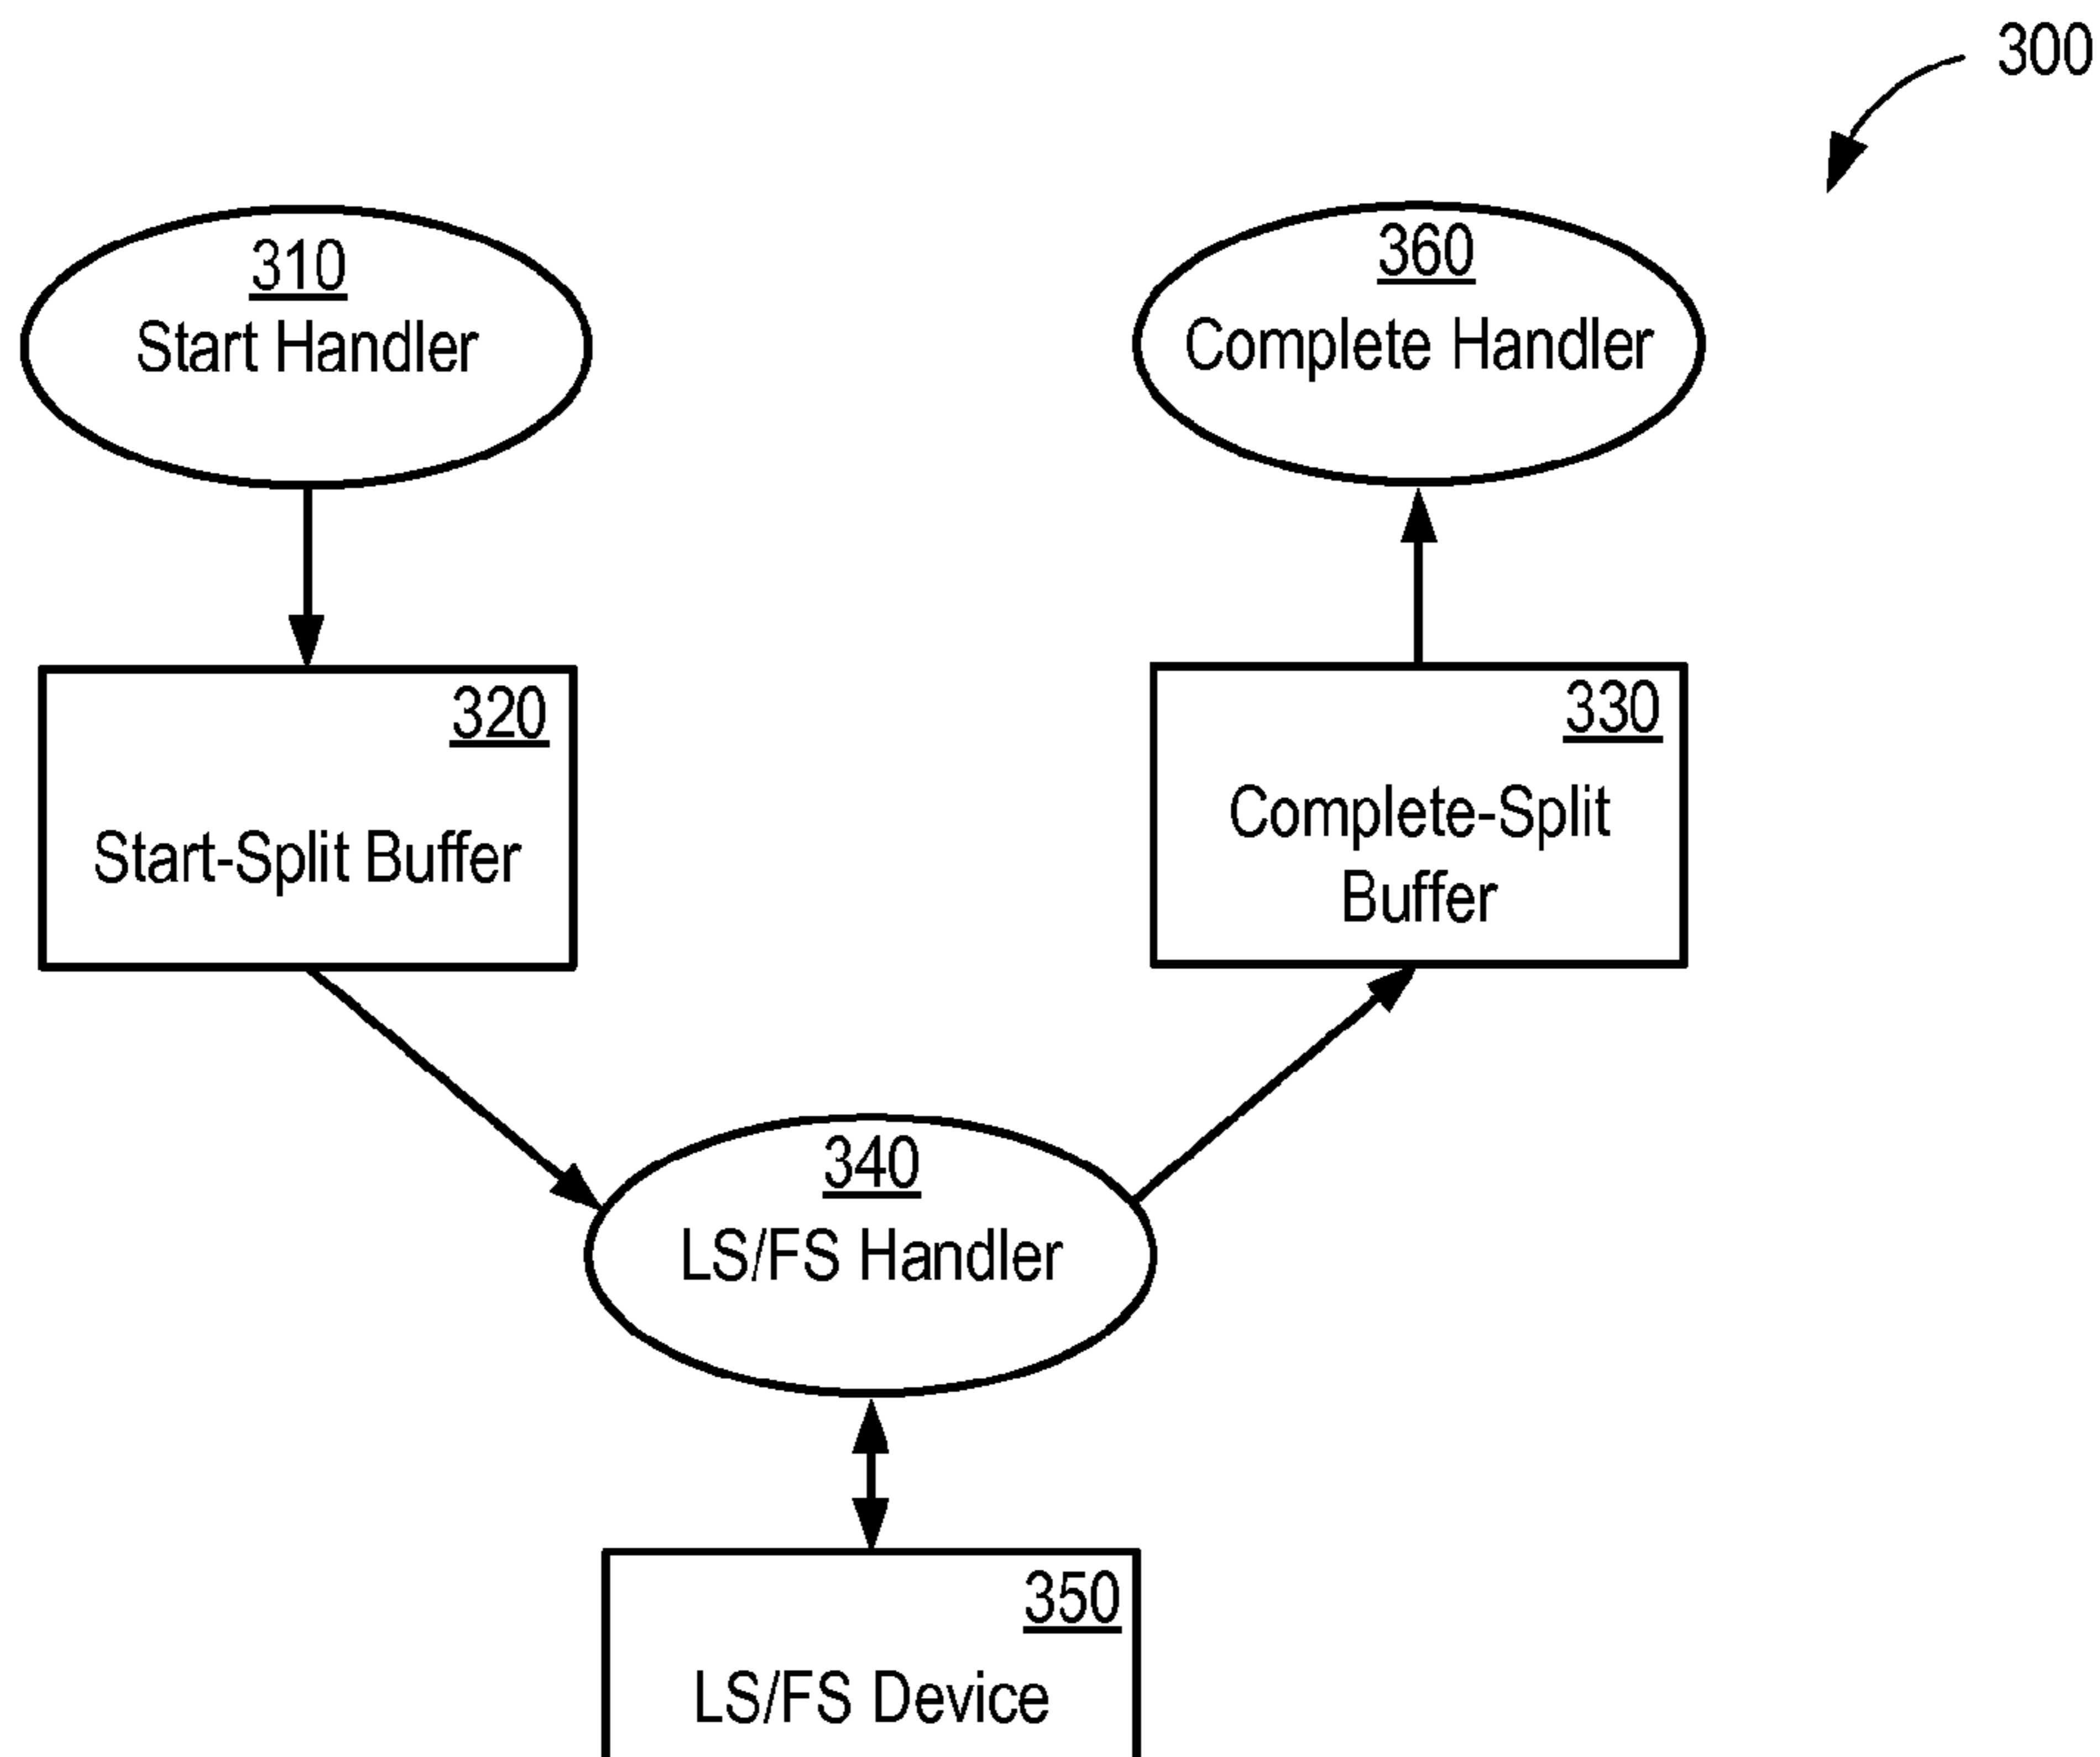 300
310
Start Handler
360
Complete Handler
320
Start-Split Buffer
330
Complete-Split
Buffer
340
LS/FS Handler
350
LS/FS Device